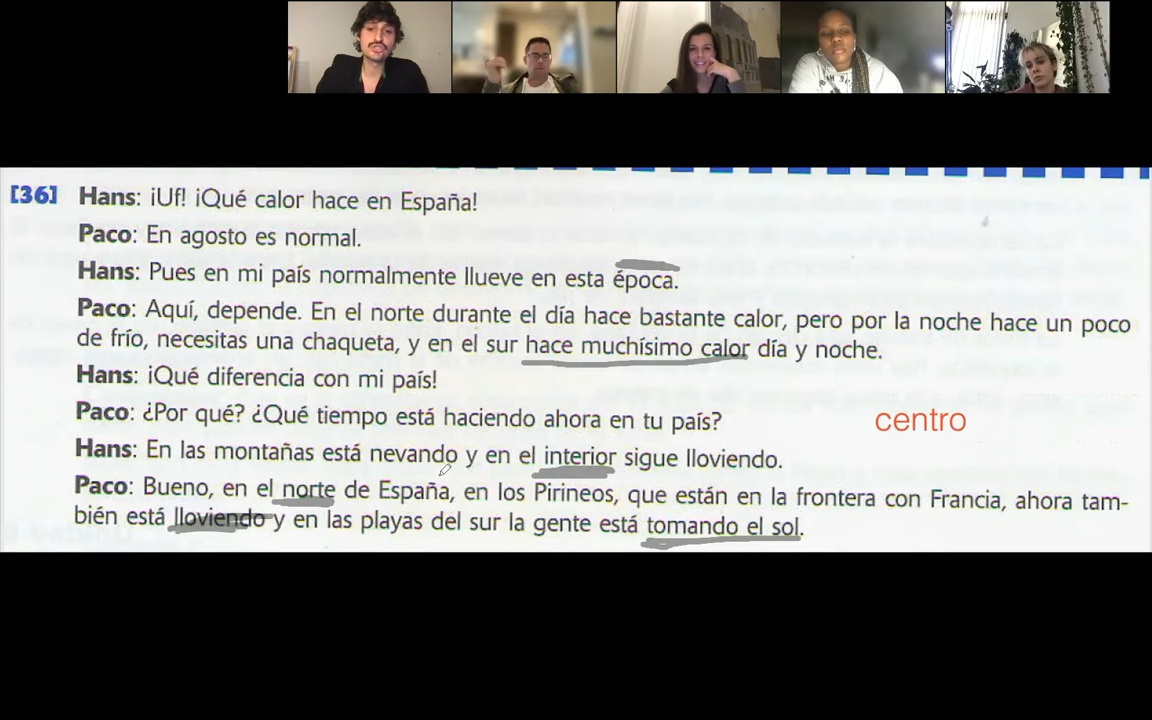 [36] Hans: ¡Uf! ¡Qué calor hace en España!
Paco: En agosto es normal.
Hans: Pues en mi país normalmente llueve en esta época.
Paco: Aquí, depende. En el norte durante el día hace bastante calor, pero por la noche hace un poco
de frío, necesitas una chaqueta, y en el sur hace muchísimo calor día y noche.
Hans: ¡Qué diferencia con mi país!
Paco: ¿Por qué? ¿Qué tiempo está haciendo ahora en tu país?
centro
Hans: En las montañas está nevando y en el interior sigue lloviendo.
Paco: Bueno, en el norte de España, en los Pirineos, que están en la frontera con Francia, ahora tam-
bién está lloviendo y en las playas del sur la gente está tomando el sol.